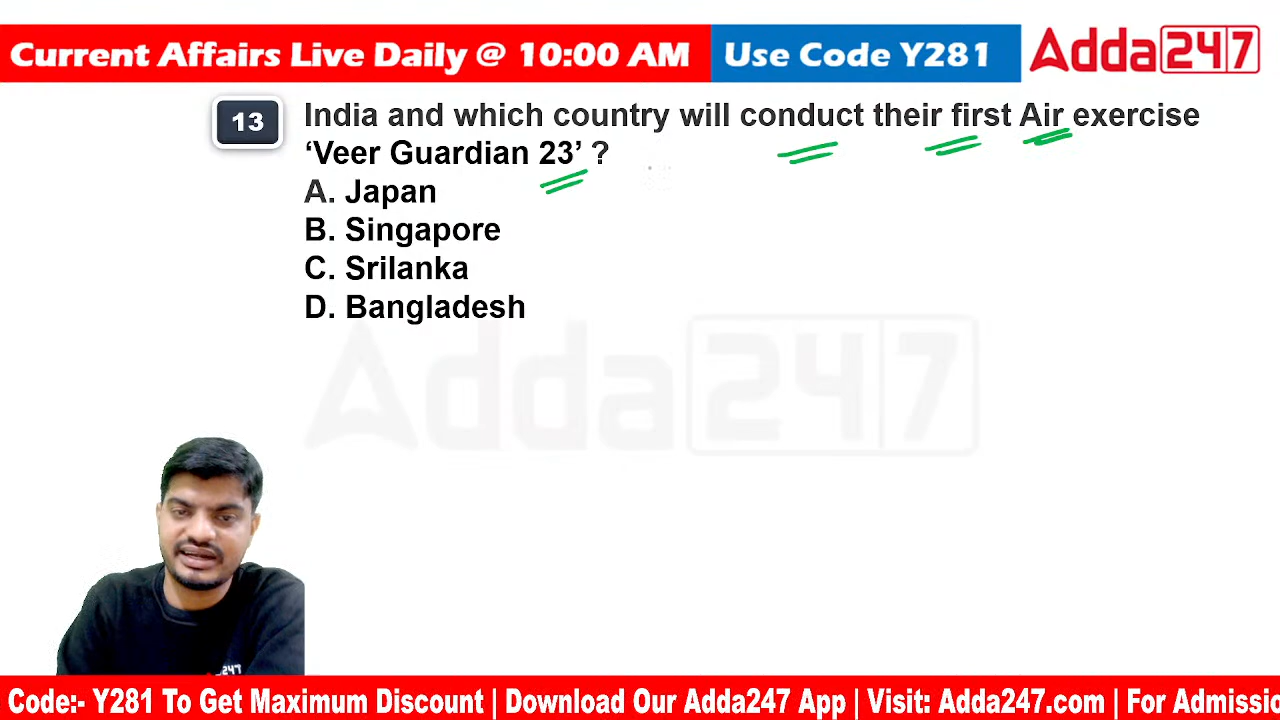 Current Affairs Live Daily @ 10:00 AM
Use Code Y281
Adda247
13
India and which country will conduct their first Air exercise
‘Veer Guardian 23’ ?
A. Japan
B. Singapore
C. Srilanka
D. Bangladesh
Adda247
Code:- Y281 To Get Maximum Discount | Download Our Adda247 App | Visit: Adda247.com | For Admissio